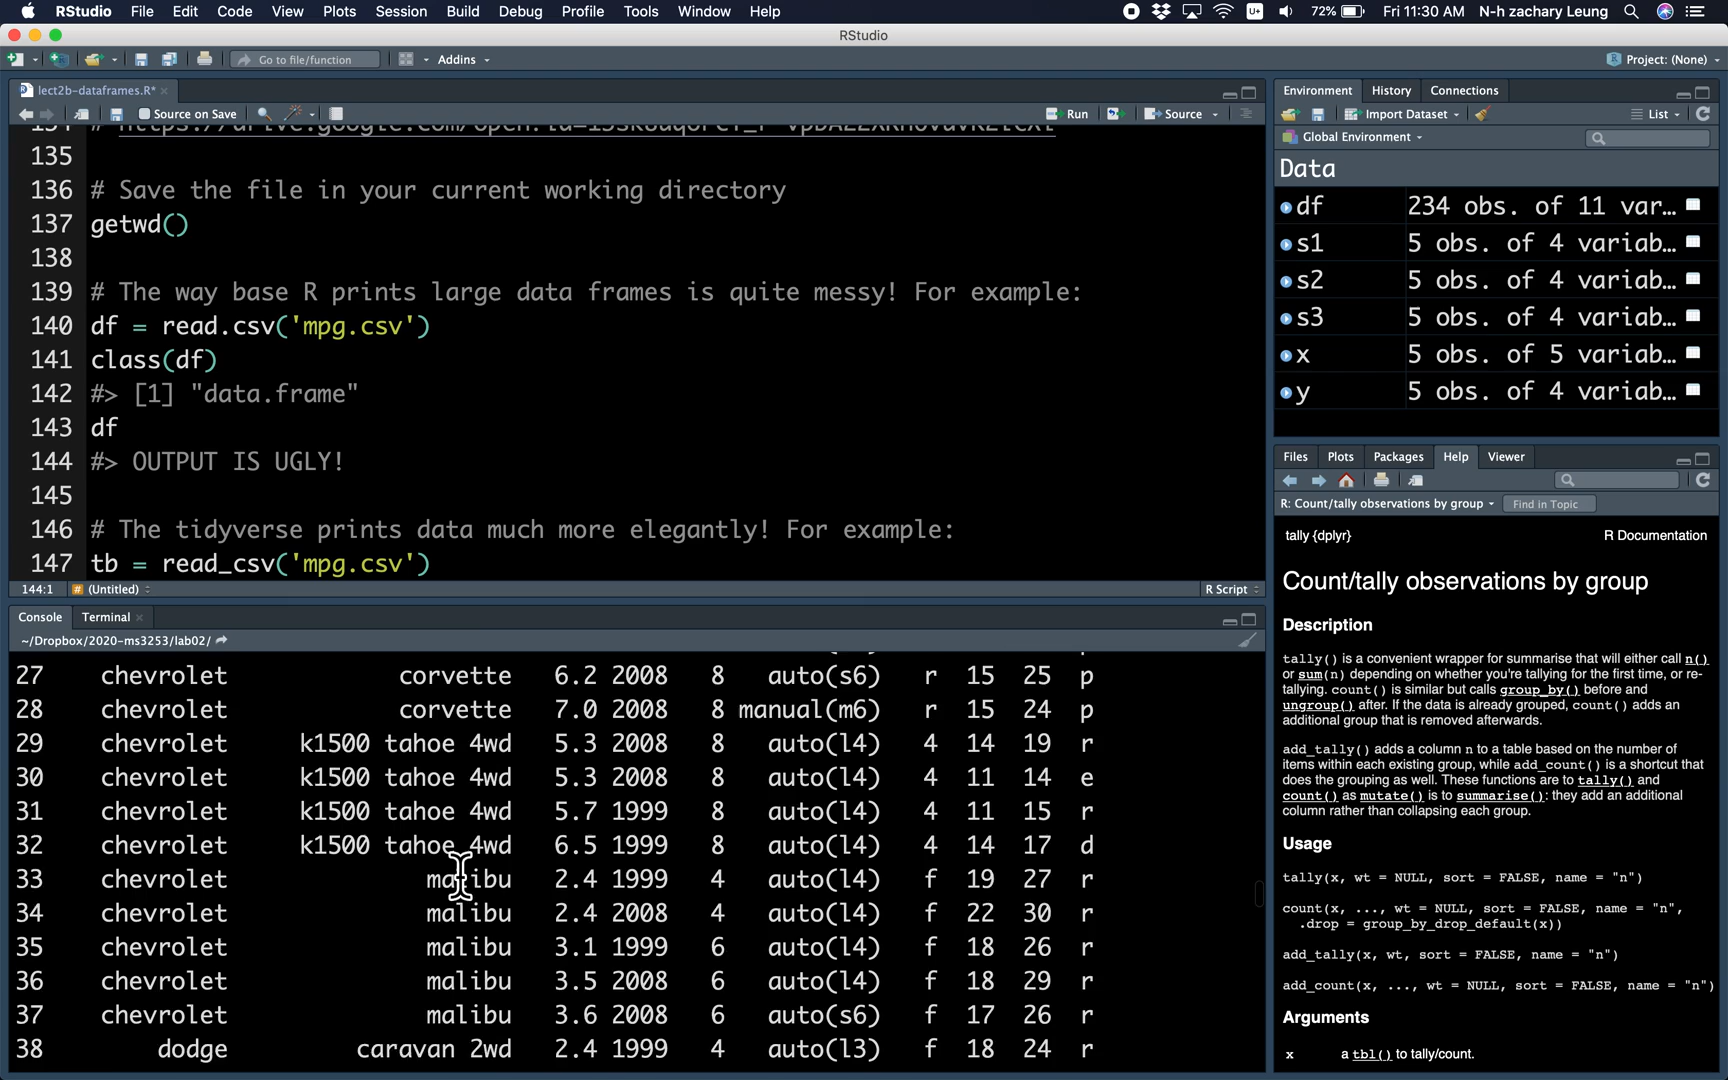 RStudio File Edit Code View Plots Session Build Debug Profile Tools Window Help 72% Fri 11:30 AM N-h zachary Leung
RStudio
Go to file/function Addins Project: (None)
lect2b-dataframes.R*
Source on Save Run Source
135
136 # Save the file in your current working directory
137 getwd()
138
139 # The way base R prints large data frames is quite messy! For example:
140 df = read.csv('mpg.csv')
141 class(df)
142 #> [1] "data.frame"
143 df
144 #> OUTPUT IS UGLY!
145
146 # The tidyverse prints data much more elegantly! For example:
147 tb = read_csv('mpg.csv')
144:1 # (Untitled) R Script
Console Terminal
~/Dropbox/2020-ms3253/lab02/
27 chevrolet corvette 6.2 2008 8 auto(s6) r 15 25 p
28 chevrolet corvette 7.0 2008 8 manual(m6) r 15 24 p
29 chevrolet k1500 tahoe 4wd 5.3 2008 8 auto(l4) 4 14 19 r
30 chevrolet k1500 tahoe 4wd 5.3 2008 8 auto(l4) 4 11 14 e
31 chevrolet k1500 tahoe 4wd 5.7 1999 8 auto(l4) 4 11 15 r
32 chevrolet k1500 tahoe 4wd 6.5 1999 8 auto(l4) 4 14 17 d
33 chevrolet malibu 2.4 1999 4 auto(l4) f 19 27 r
34 chevrolet malibu 2.4 2008 4 auto(l4) f 22 30 r
35 chevrolet malibu 3.1 1999 6 auto(l4) f 18 26 r
36 chevrolet malibu 3.5 2008 6 auto(l4) f 18 29 r
37 chevrolet malibu 3.6 2008 6 auto(s6) f 17 26 r
38 dodge caravan 2wd 2.4 1999 4 auto(l3) f 18 24 r
Environment History Connections
Import Dataset List
Global Environment
Data
df 234 obs. of 11 var…
s1 5 obs. of 4 variab…
s2 5 obs. of 4 variab…
s3 5 obs. of 4 variab…
x 5 obs. of 5 variab…
y 5 obs. of 4 variab…
Files Plots Packages Help Viewer
R: Count/tally observations by group Find in Topic
tally {dplyr} R Documentation
Count/tally observations by group
Description
tally() is a convenient wrapper for summarise that will either call n()
or sum(n) depending on whether you're tallying for the first time, or re-
tallying. count() is similar but calls group_by() before and
ungroup() after. If the data is already grouped, count() adds an
additional group that is removed afterwards.
add_tally() adds a column n to a table based on the number of
items within each existing group, while add_count() is a shortcut that
does the grouping as well. These functions are to tally() and
count() as mutate() is to summarise(): they add an additional
column rather than collapsing each group.
Usage
tally(x, wt = NULL, sort = FALSE, name = "n")
count(x, ..., wt = NULL, sort = FALSE, name = "n",
.drop = group_by_drop_default(x))
add_tally(x, wt, sort = FALSE, name = "n")
add_count(x, ..., wt = NULL, sort = FALSE, name = "n")
Arguments
x a tbl() to tally/count.